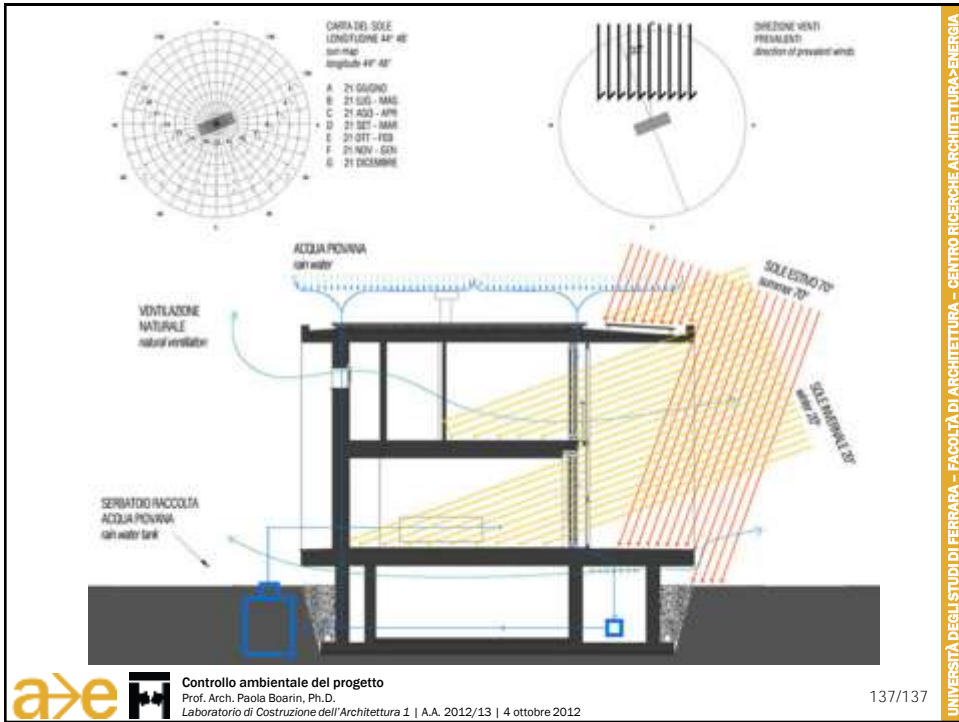 CARTA DEL SOLE
LONGITUDINE 44° 48'
sun map
longitude 44° 48'
A 21 GIUGNO
B 21 LUG - MAG
C 21 AGO - APR
D 21 SET - MAR
E 21 OTT - FEB
F 21 NOV - GEN
G 21 DICEMBRE
DIREZIONE VENTI
PREVALENTI
direction of prevalent winds
ACQUA PIOVANA
rain water
SOLE ESTIVO 70°
summer 70°
VENTILAZIONE
NATURALE
natural ventilation
SOLE INVERNALE 20°
winter 20°
SERBATOIO RACCOLTA
ACQUA PIOVANA
rain water tank
a>e
Controllo ambientale del progetto
Prof. Arch. Paola Boarin, Ph.D.
Laboratorio di Costruzione dell'Architettura 1 | A.A. 2012/13 | 4 ottobre 2012
137/137
UNIVERSITÀ DEGLI STUDI DI FERRARA – FACOLTÀ DI ARCHITETTURA – CENTRO RICERCHE ARCHITETTURA>ENERGIA